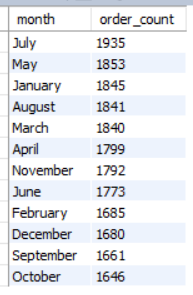 month order_count
July 1935
May 1853
January 1845
August 1841
March 1840
April 1799
November 1792
June 1773
February 1685
December 1680
September 1661
October 1646